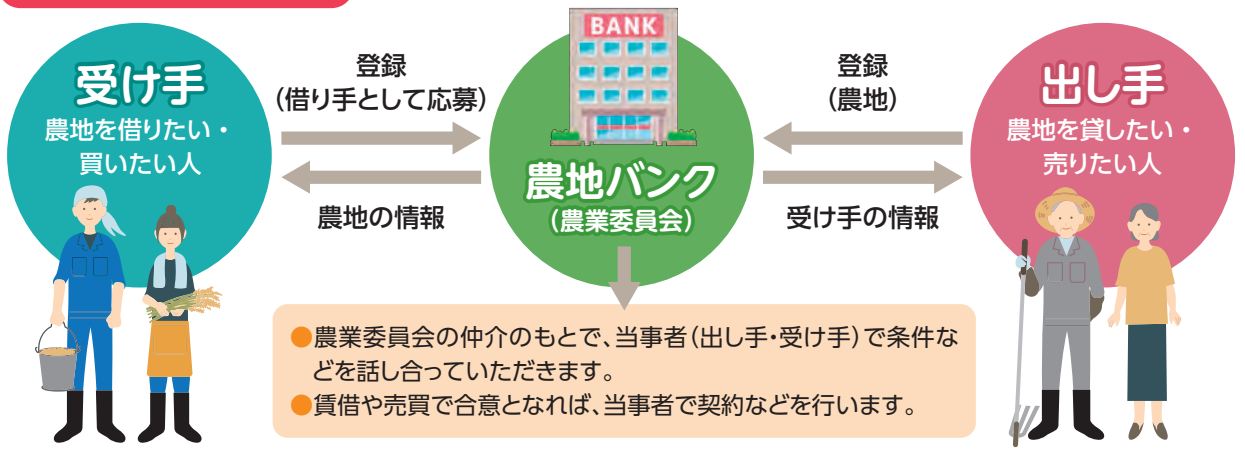 受け手
農地を借りたい・
買いたい人
登録
(借り手として応募)
農地の情報
BANK
農地バンク
(農業委員会)
登録
(農地)
受け手の情報
出し手
農地を貸したい・
売りたい人
●農業委員会の仲介のもとで、当事者(出し手・受け手)で条件な
どを話し合っていただきます。
●賃借や売買で合意となれば、当事者で契約などを行います。